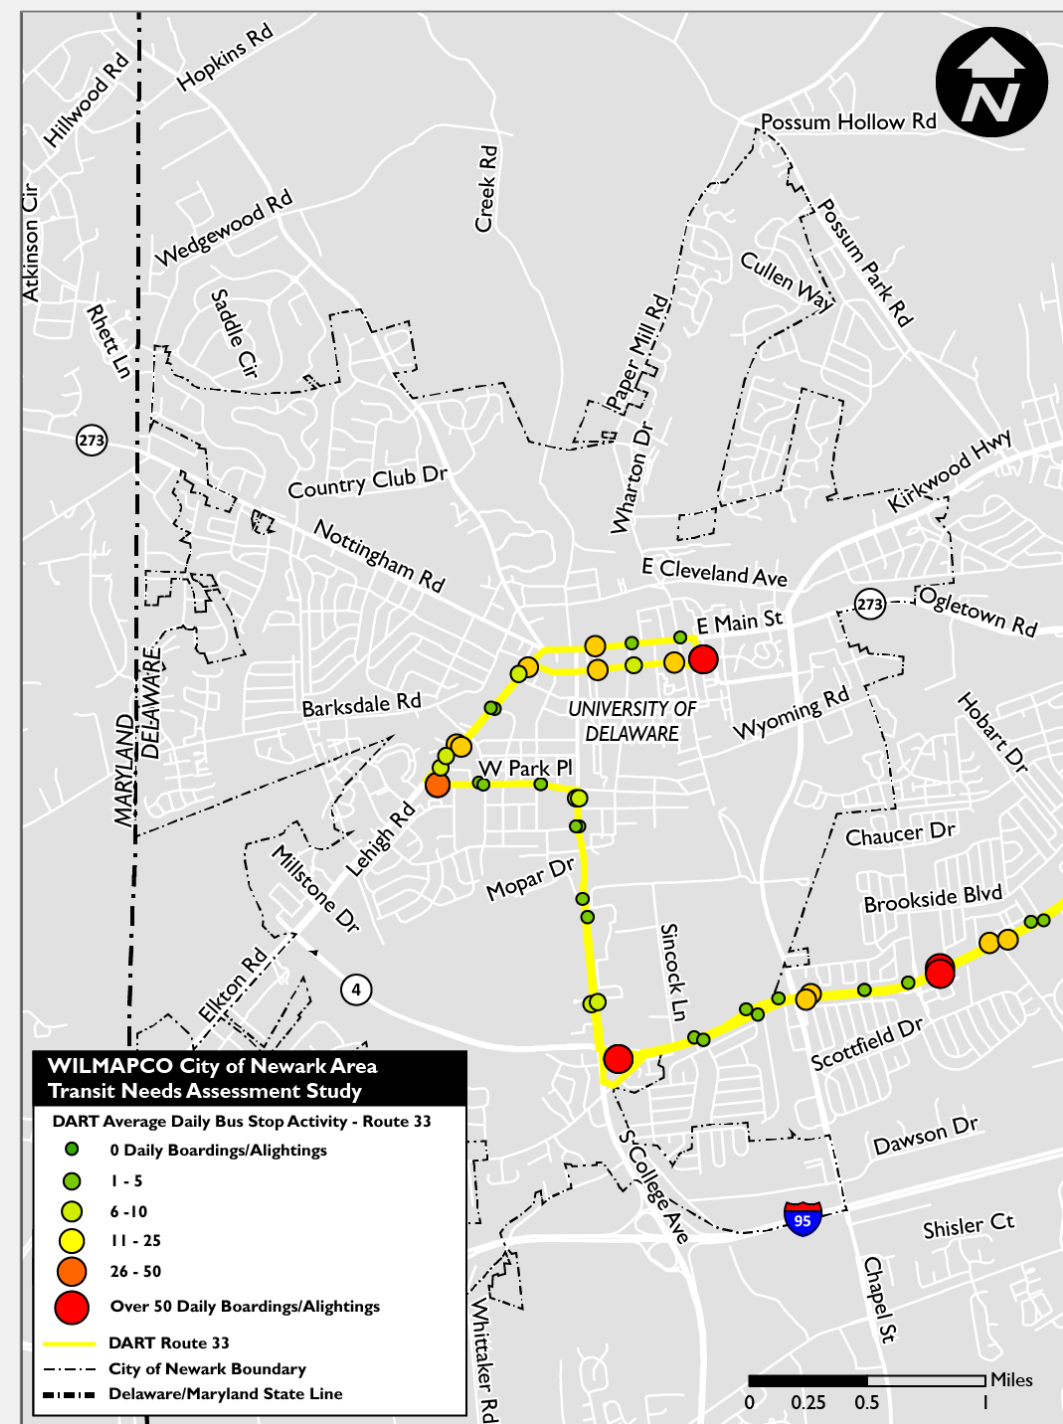 Hopkins Rd
Hillwood Rd
N
Possum Hollow Rd
Creek Rd
Atkinson Cir
Wedgewood Rd
Possum Park Rd
Cullen Way
Saddle Cir
Rhett Ln
Paper Mill Rd
273
Country Club Dr
Wharton Dr
Kirkwood Hwy
Nottingham Rd
E Cleveland Ave
273
Ogletown Rd
E Main St
MARYLAND
DELAWARE
Barksdale Rd
UNIVERSITY OF
DELAWARE
Wyoming Rd
Hobart Dr
W Park Pl
Lehigh Rd
Chaucer Dr
Millstone Dr
Mopar Dr
Brookside Blvd
Sincock Ln
Elkton Rd
4
Scottfield Dr
WILMAPCO City of Newark Area
Transit Needs Assessment Study
DART Average Daily Bus Stop Activity - Route 33
0 Daily Boardings/Alightings
1 - 5
6 -10
11 - 25
26 - 50
Over 50 Daily Boardings/Alightings
DART Route 33
City of Newark Boundary
Delaware/Maryland State Line
S College Ave
Dawson Dr
95
Shisler Ct
Chapel St
Whittaker Rd
Miles
0 0.25 0.5 1